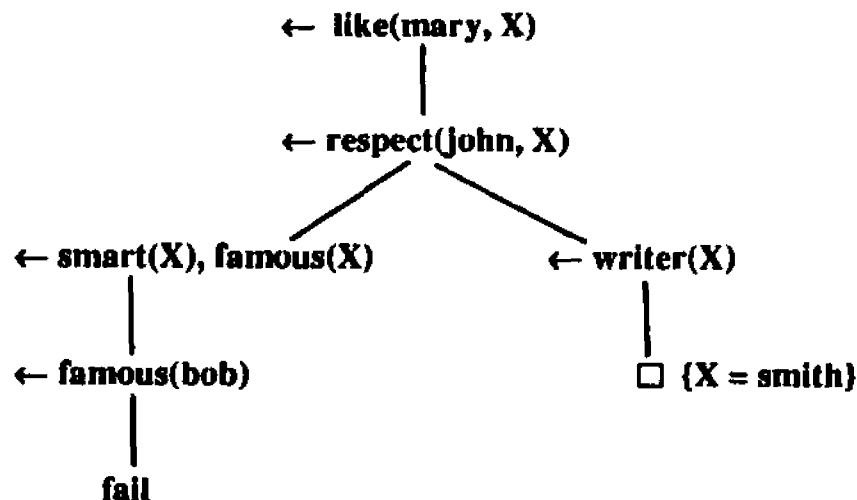 ← like(mary, X)
← respect(john, X)
← smart(X), famous(X)
← writer(X)
← famous(bob)
□ {X = smith}
fail